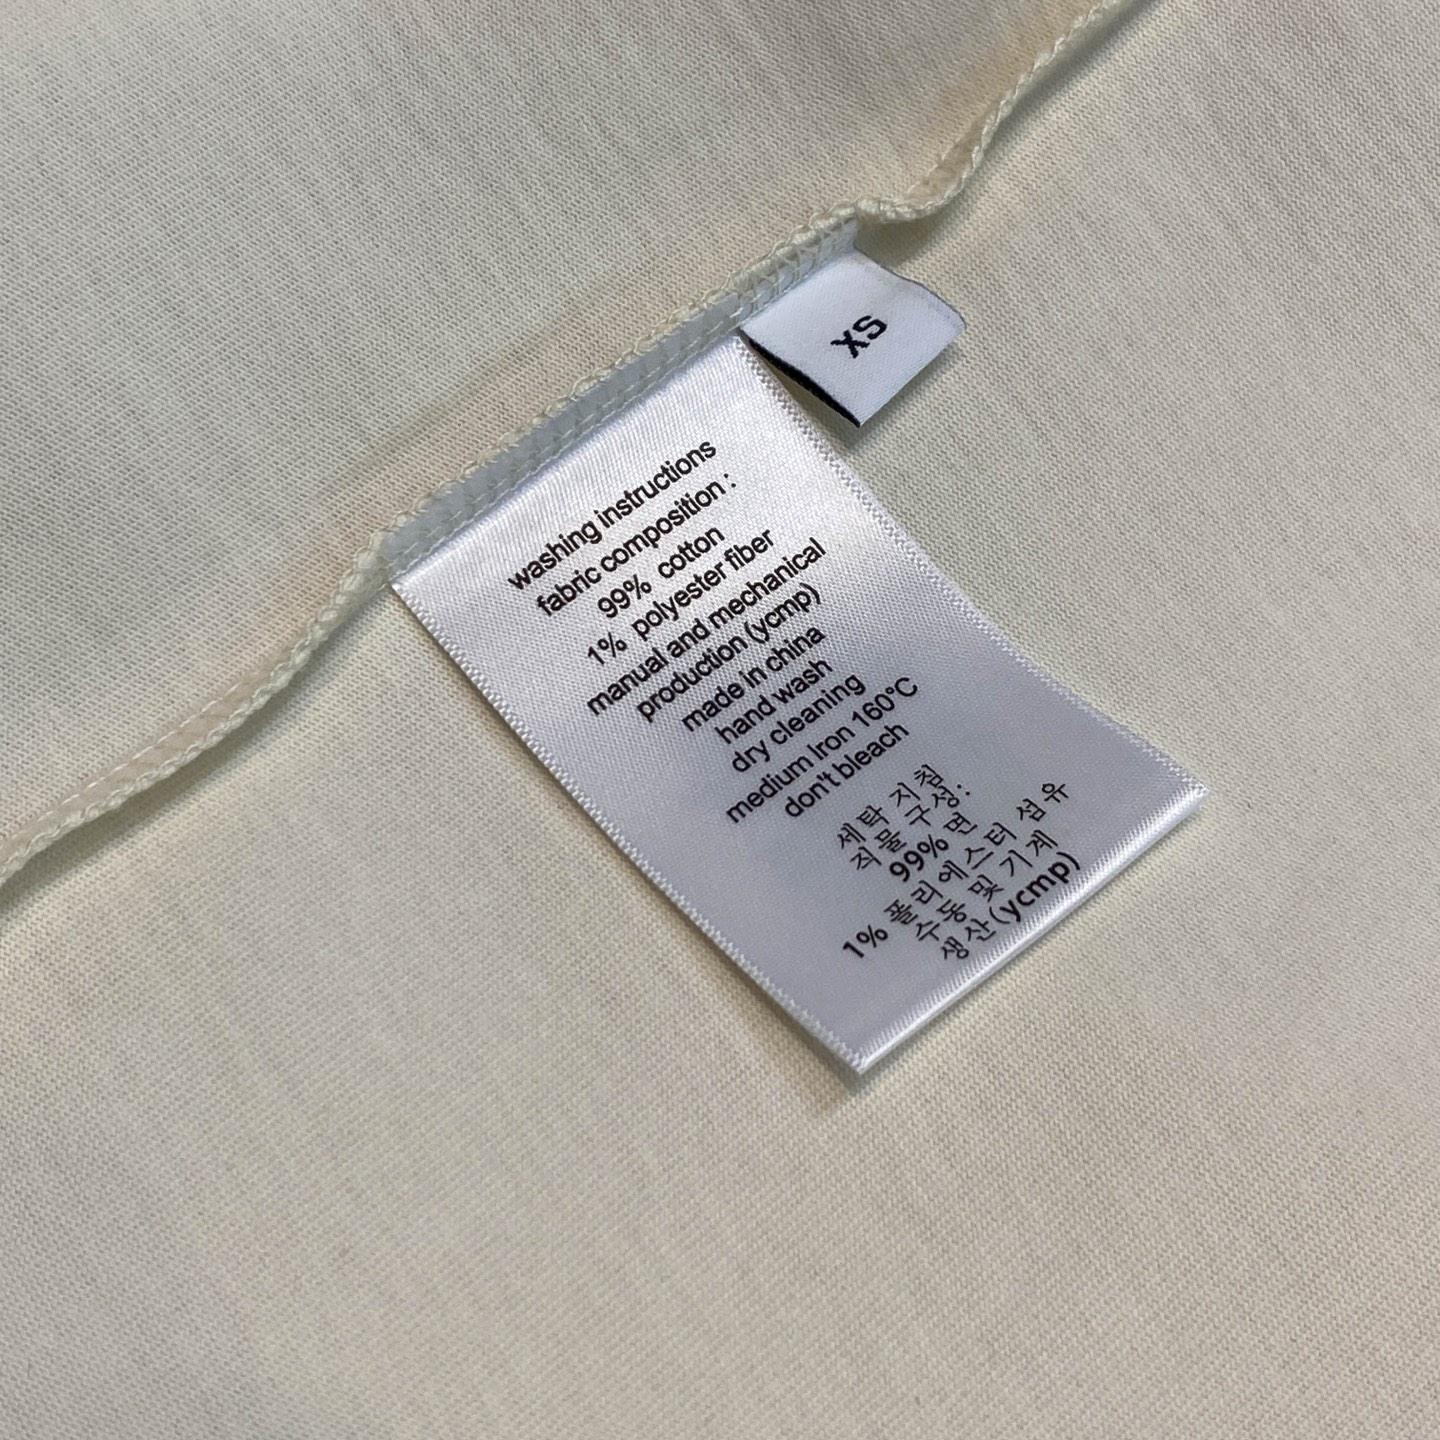 XS
washing instructions
fabric composition :
99% cotton
1% polyester fiber
manual and mechanical
production (ycmp)
made in china
hand wash
dry cleaning
medium Iron 160°C
don't bleach
세탁 지침
직물 구성:
99% 면
1% 폴리에스터 섬유
수동 및 기계
생산(ycmp)